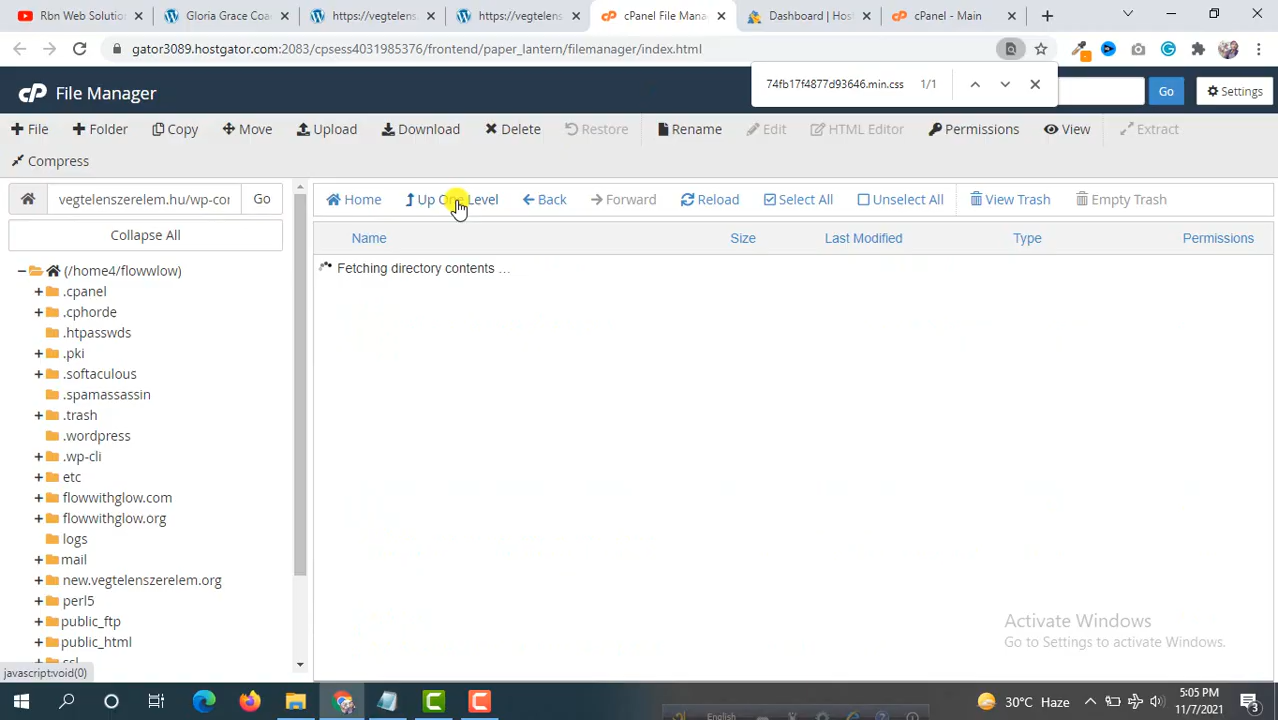 Rbn Web Solution
Gloria Grace Coa
https://vegtelens
https://vegtelens
cPanel File Mana
Dashboard | Hos
cPanel - Main
gator3089.hostgator.com:2083/cpsess4031985376/frontend/paper_lantern/filemanager/index.html
74fb17f4877d93646.min.css 1/1
cP File Manager
Go
Settings
File
Folder
Copy
Move
Upload
Download
Delete
Restore
Rename
Edit
HTML Editor
Permissions
View
Extract
Compress
vegtelenszerelem.hu/wp-cor
Go
Home
Up One Level
Back
Forward
Reload
Select All
Unselect All
View Trash
Empty Trash
Collapse All
Name Size Last Modified Type Permissions
Fetching directory contents ...
(/home4/flowwlow)
.cpanel
.cphorde
.htpasswds
.pki
.softaculous
.spamassassin
.trash
.wordpress
.wp-cli
etc
flowwithglow.com
flowwithglow.org
logs
mail
new.vegtelenszerelem.org
perl5
public_ftp
public_html
ssl
javascript:void(0)
Activate Windows
Go to Settings to activate Windows.
30°C Haze
5:05 PM
11/7/2021
3
English